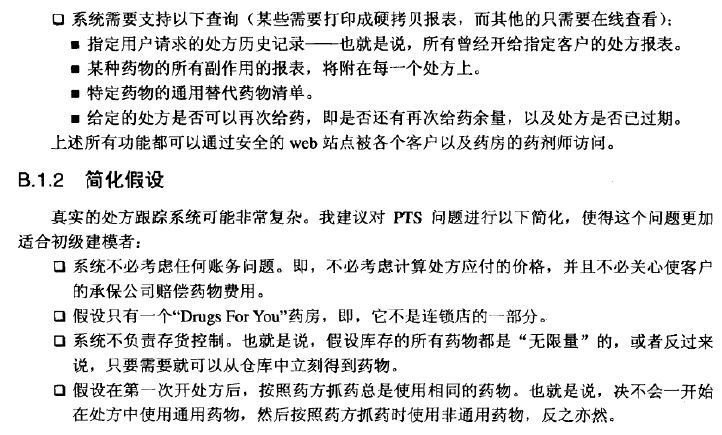 ❑ 系统需要支持以下查询（某些需要打印成硬拷贝报表，而其他的只需要在线查看）：
■ 指定用户请求的处方历史记录——也就是说，所有曾经开给指定客户的处方报表。
■ 某种药物的所有副作用的报表，将附在每一个处方上。
■ 特定药物的通用替代药物清单。
■ 给定的处方是否可以再次给药，即是否还有再次给药余量，以及处方是否已过期。
上述所有功能都可以通过安全的 web 站点被各个客户以及药房的药剂师访问。
B.1.2 简化假设
真实的处方跟踪系统可能非常复杂。我建议对 PTS 问题进行以下简化，使得这个问题更加
适合初级建模者：
❑ 系统不必考虑任何账务问题。即，不必考虑计算处方应付的价格，并且不必关心使客户
的承保公司赔偿药物费用。
❑ 假设只有一个“Drugs For You”药房，即，它不是连锁店的一部分。
❑ 系统不负责存货控制。也就是说，假设库存的所有药物都是“无限量”的，或者反过来
说，只要需要就可以从仓库中立刻得到药物。
❑ 假设在第一次开处方后，按照药方抓药总是使用相同的药物。也就是说，决不会一开始
在处方中使用通用药物，然后按照药方抓药时使用非通用药物，反之亦然。